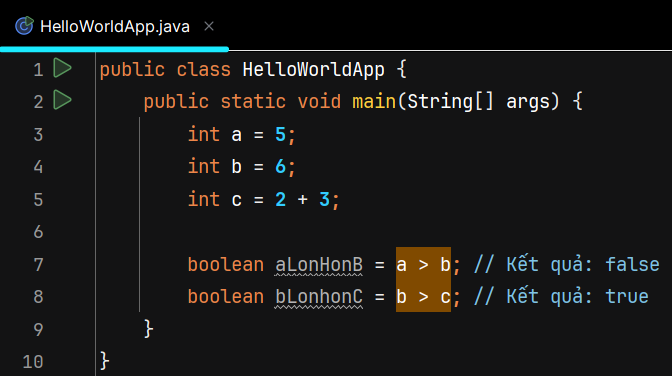 HelloWorldApp.java ×
1 public class HelloWorldApp {
2 public static void main(String[] args) {
3 int a = 5;
4 int b = 6;
5 int c = 2 + 3;
6
7 boolean aLonHonB = a > b; // Kết quả: false
8 boolean bLonhonC = b > c; // Kết quả: true
9 }
10 }